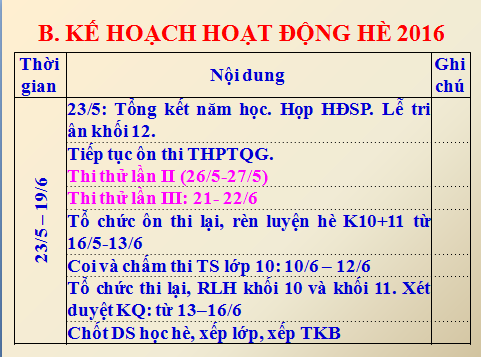 B. KẾ HOẠCH HOẠT ĐỘNG HÈ 2016
Thời gian
Nội dung
Ghi chú
23/5 – 19/6
23/5: Tổng kết năm học. Họp HĐSP. Lễ tri
ân khối 12.
Tiếp tục ôn thi THPTQG.
Thi thử lần II (26/5-27/5)
Thi thử lần III: 21- 22/6
Tổ chức ôn thi lại, rèn luyện hè K10+11 từ
16/5-13/6
Coi và chấm thi TS lớp 10: 10/6 – 12/6
Tổ chức thi lại, RLH khối 10 và khối 11. Xét
duyệt KQ: từ 13–16/6
Chốt DS học hè, xếp lớp, xếp TKB